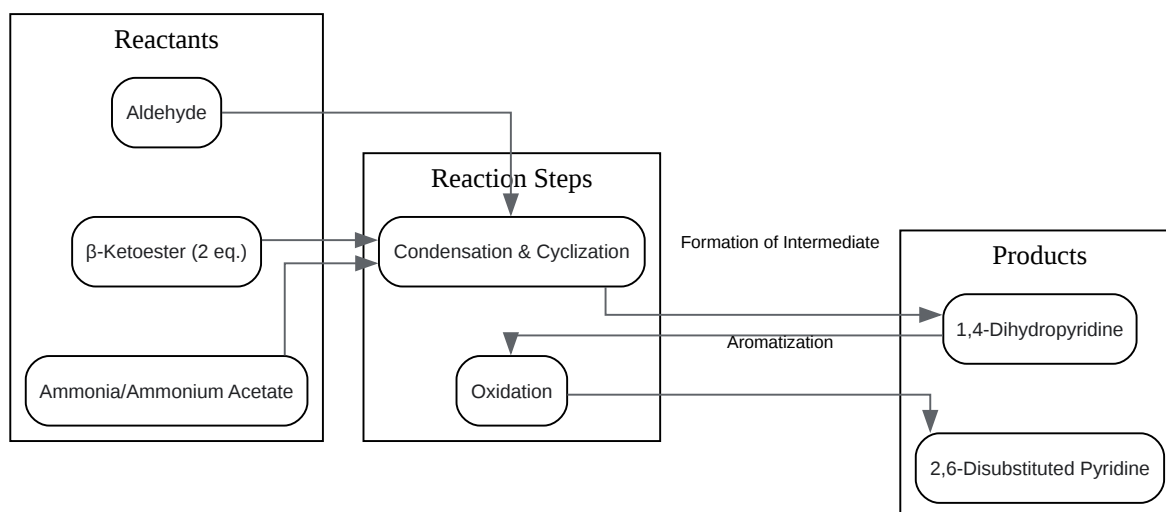 Reactants
Aldehyde
β-Ketoester (2 eq.)
Ammonia/Ammonium Acetate
Reaction Steps
Condensation & Cyclization
Oxidation
Formation of Intermediate
Aromatization
Products
1,4-Dihydropyridine
2,6-Disubstituted Pyridine